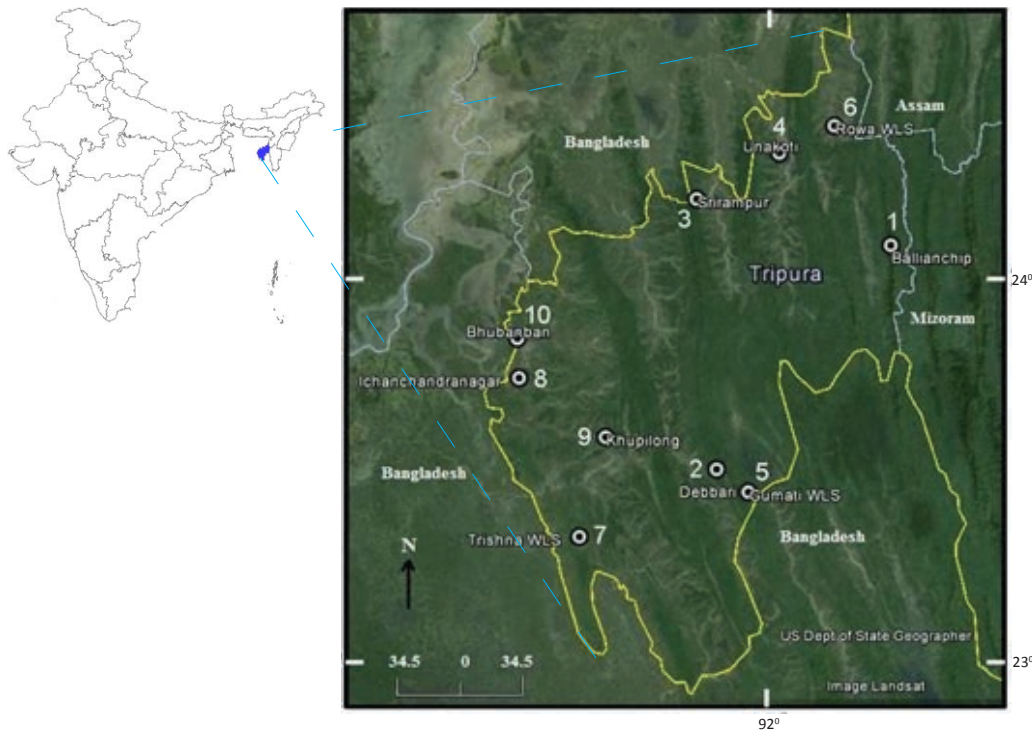 6
Assam
Rowa WLS
4
Bangladesh
Unakoti
Srirampur
3
1
Ballianchip
Tripura
24⁰
Mizoram
10
Bhubanban
Ichanchandranagar
8
9
Khupilong
Bangladesh
2
5
Debbari
Gumati WLS
Trishna WLS
7
Bangladesh
N
US Dept of State Geographer
34.5 0 34.5
23⁰
Image Landsat
92⁰